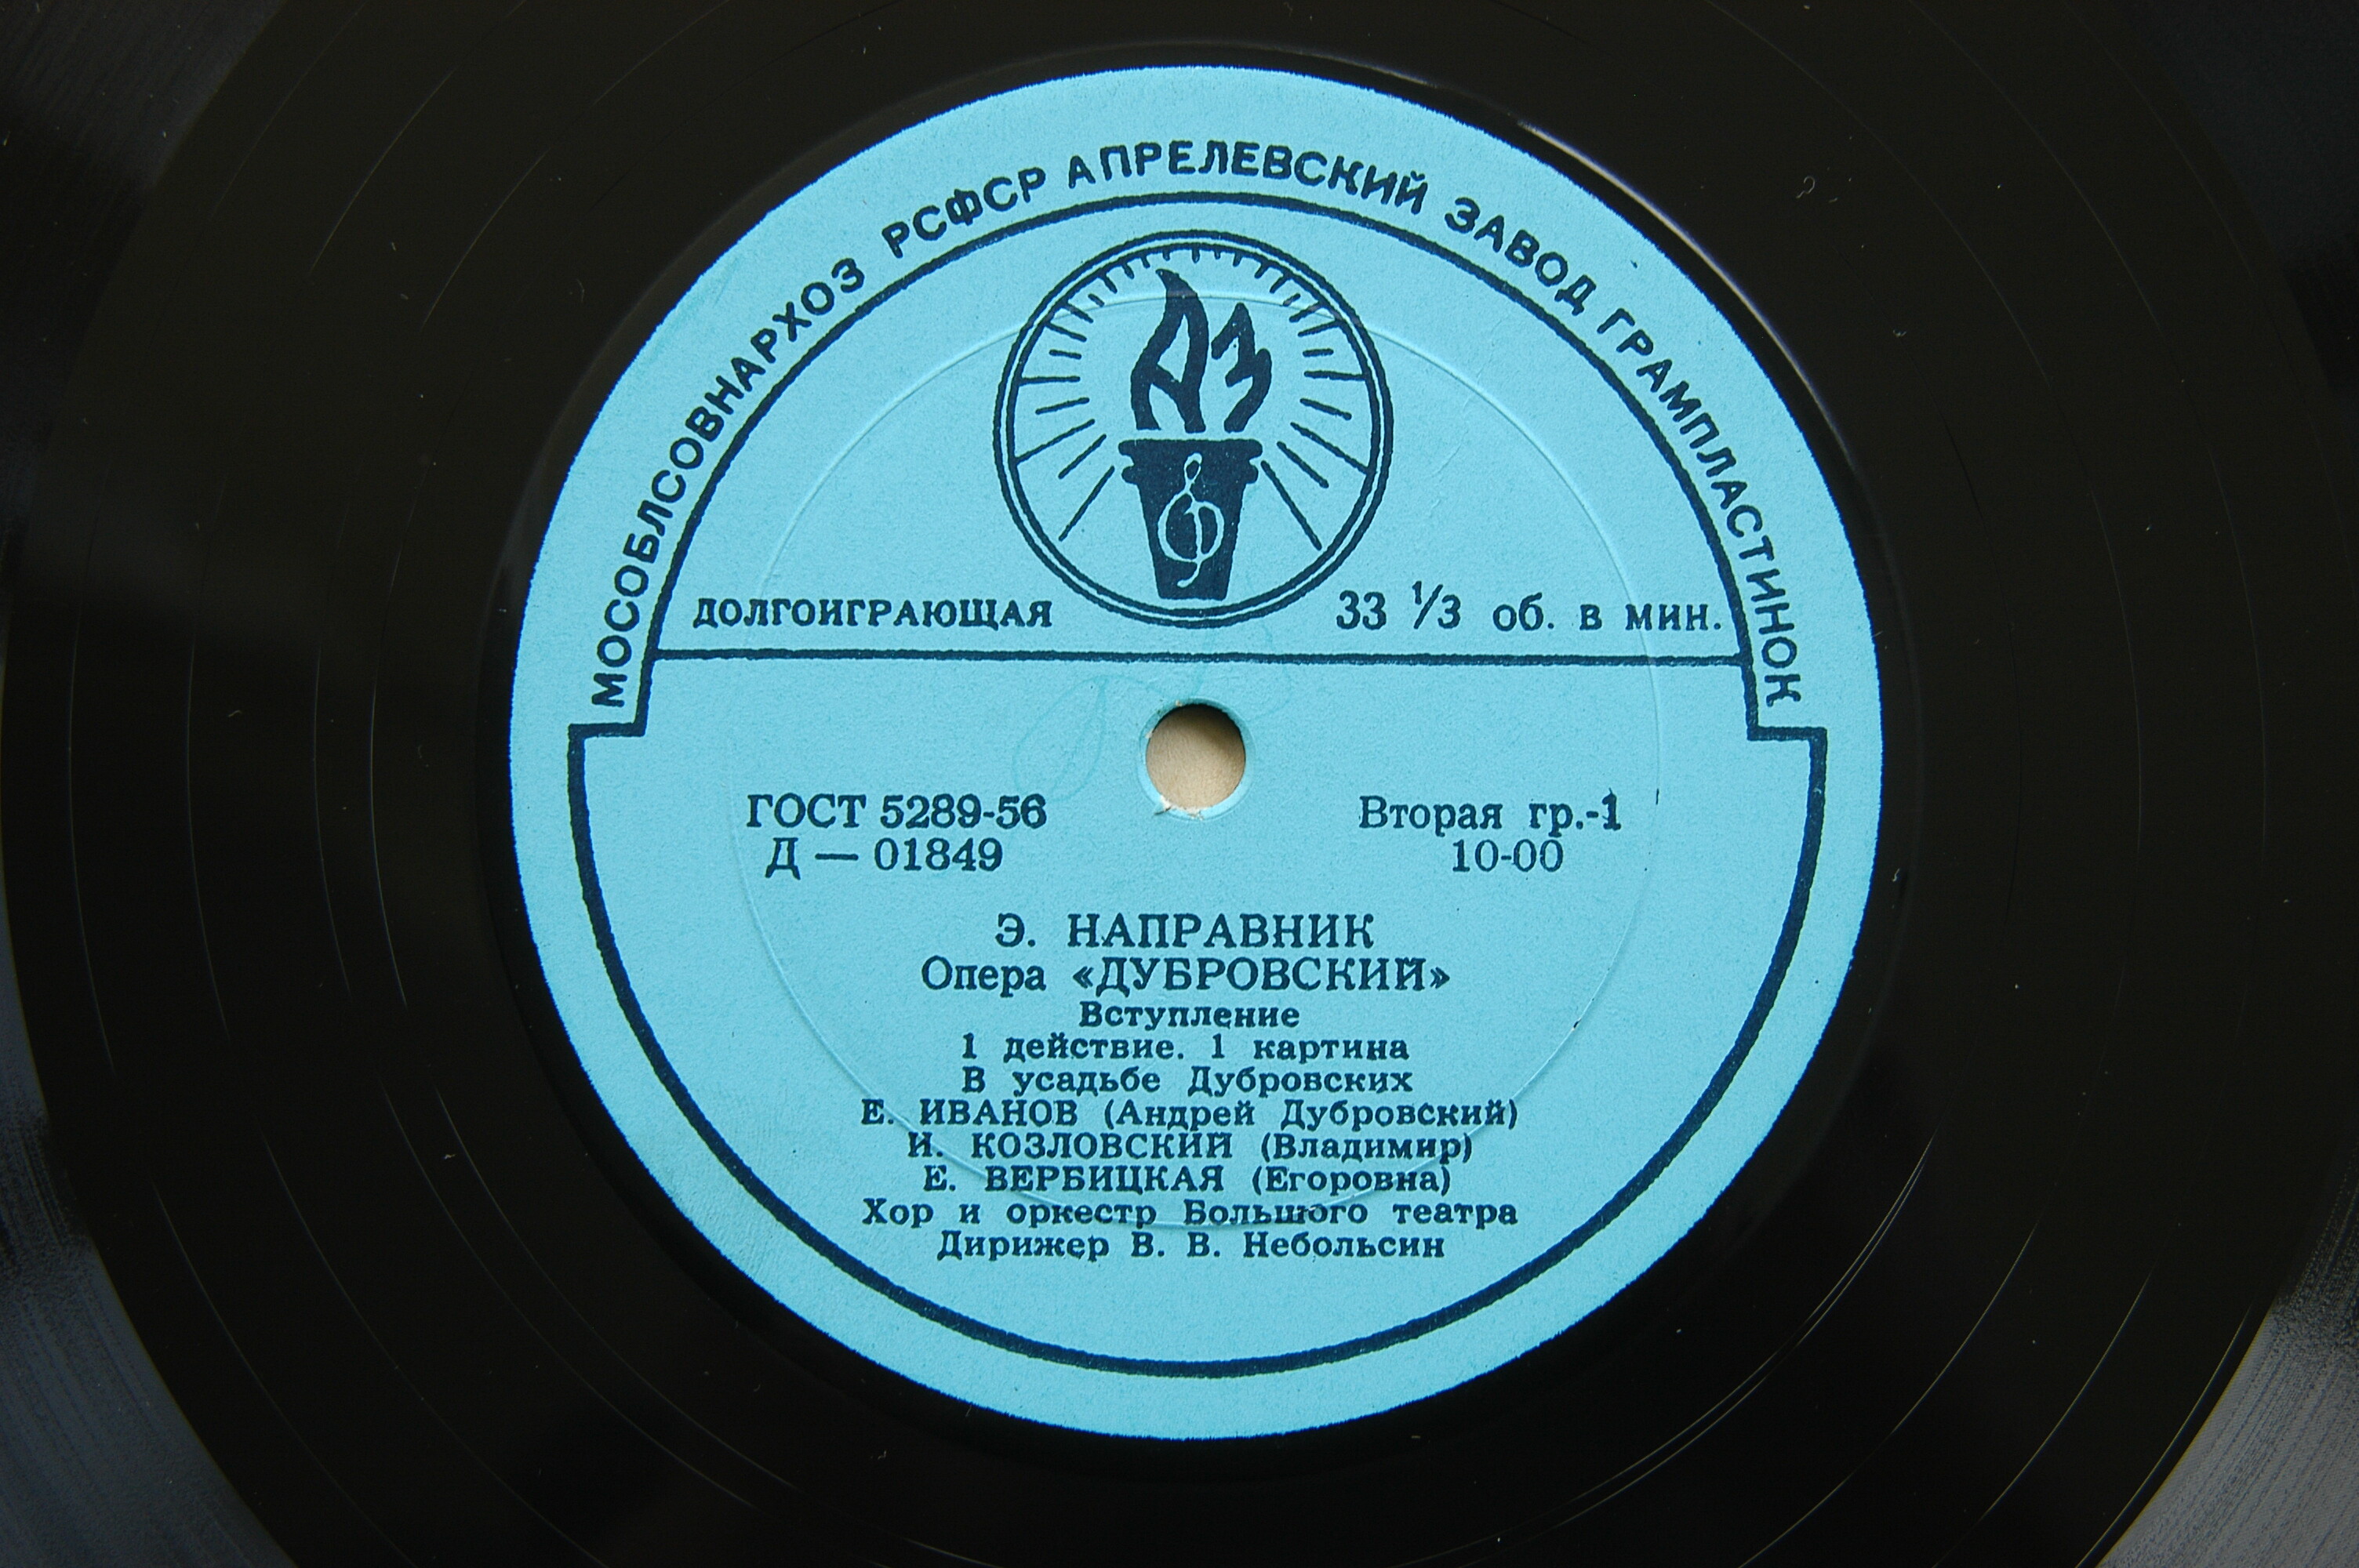 МОСОБЛСОВНАРХОЗ РСФСР АПРЕЛЕВСКИЙ ЗАВОД ГРАМПЛАСТИНОК
АЗ
ДОЛГОИГРАЮЩАЯ 33 1/3 об. в мин.
ГОСТ 5289-56 Вторая гр.-1
Д — 01849 10-00
Э. НАПРАВНИК
Опера «ДУБРОВСКИЙ»
Вступление
1 действие. 1 картина
В усадьбе Дубровских
Е. ИВАНОВ (Андрей Дубровский)
И. КОЗЛОВСКИЙ (Владимир)
Е. ВЕРБИЦКАЯ (Егоровна)
Хор и оркестр Большого театра
Дирижер В. В. Небольсин